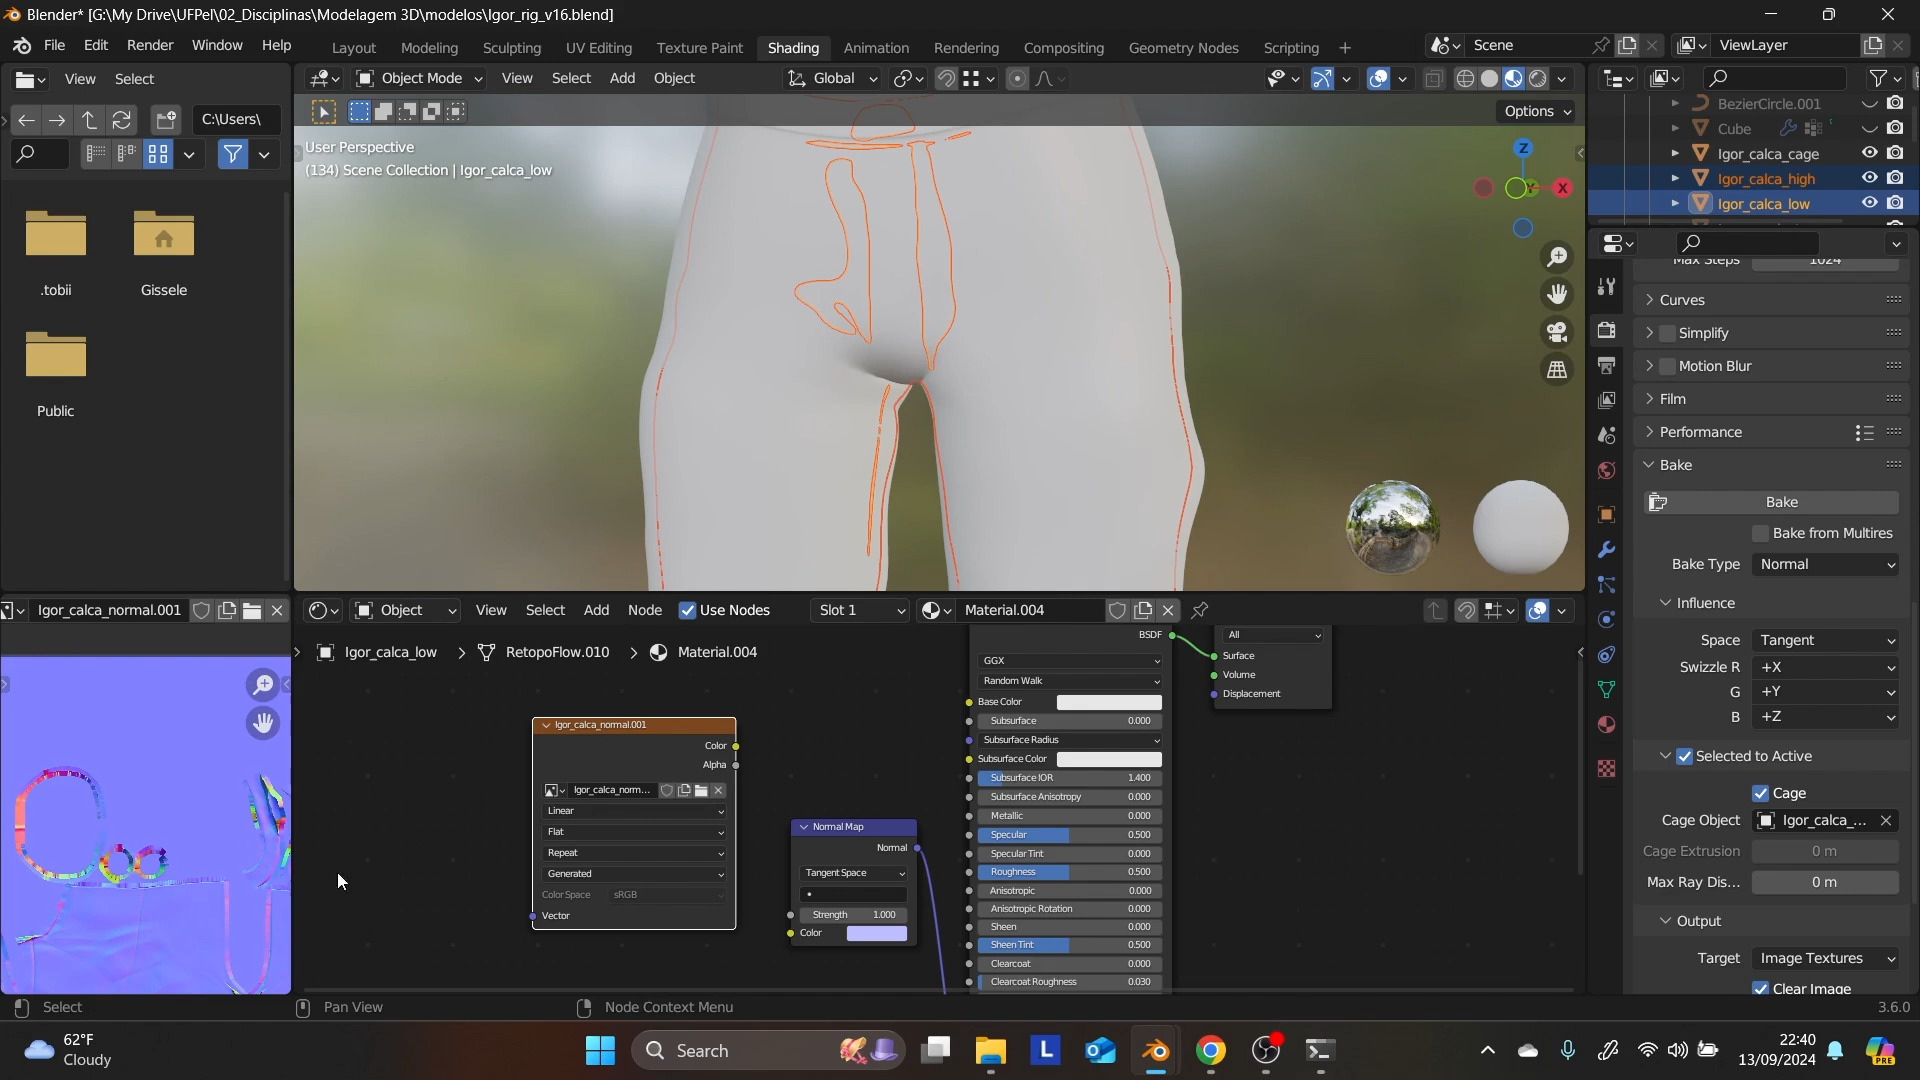 Blender* [G:\My Drive\UFPel\02_Disciplinas\Modelagem 3D\modelos\Igor_rig_v16.blend]
File Edit Render Window Help
Layout Modeling Sculpting UV Editing Texture Paint Shading Animation Rendering Compositing Geometry Nodes Scripting +
Scene
ViewLayer
View Select
C:\Users\
.tobii
Gissele
Public
Object Mode View Select Add Object
Global
Options
User Perspective
(134) Scene Collection | Igor_calca_low
Z
X
BezierCircle.001
Cube
Igor_calca_cage
Igor_calca_high
Igor_calca_low
Max Steps 1024
Curves
Simplify
Motion Blur
Film
Performance
Bake
Bake
Bake from Multires
Bake Type Normal
Influence
Space Tangent
Swizzle R +X
G +Y
B +Z
Selected to Active
Cage
Cage Object Igor_calca_...
Cage Extrusion 0 m
Max Ray Dis... 0 m
Output
Target Image Textures
Clear Image
Igor_calca_normal.001
Object View Select Add Node Use Nodes
Slot 1
Material.004
Igor_calca_low > RetopoFlow.010 > Material.004
Igor_calca_normal.001
Color
Alpha
Igor_calca_norm...
Linear
Flat
Repeat
Generated
Color Space sRGB
Vector
Normal Map
Normal
Tangent Space
Strength 1.000
Color
BSDF
GGX
Random Walk
Base Color
Subsurface 0.000
Subsurface Radius
Subsurface Color
Subsurface IOR 1.400
Subsurface Anisotropy 0.000
Metallic 0.000
Specular 0.500
Specular Tint 0.000
Roughness 0.500
Anisotropic 0.000
Anisotropic Rotation 0.000
Sheen 0.000
Sheen Tint 0.500
Clearcoat 0.000
Clearcoat Roughness 0.030
All
Surface
Volume
Displacement
Select
Pan View
Node Context Menu
3.6.0
62°F
Cloudy
Search
L
22:40
13/09/2024
PRE